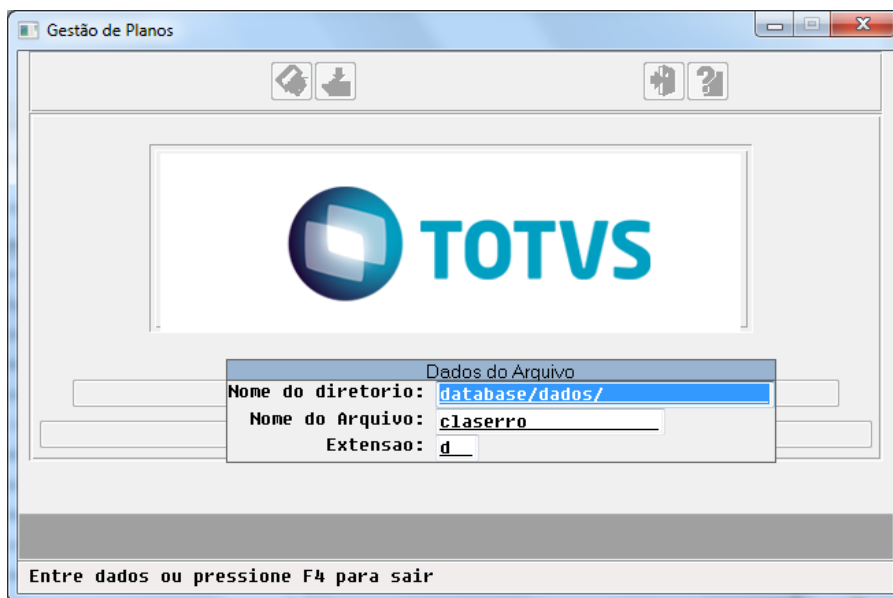 Gestão de Planos
TOTVS
Dados do Arquivo
Nome do diretorio: database/dados/
Nome do Arquivo: claserro
Extensao: d
Entre dados ou pressione F4 para sair